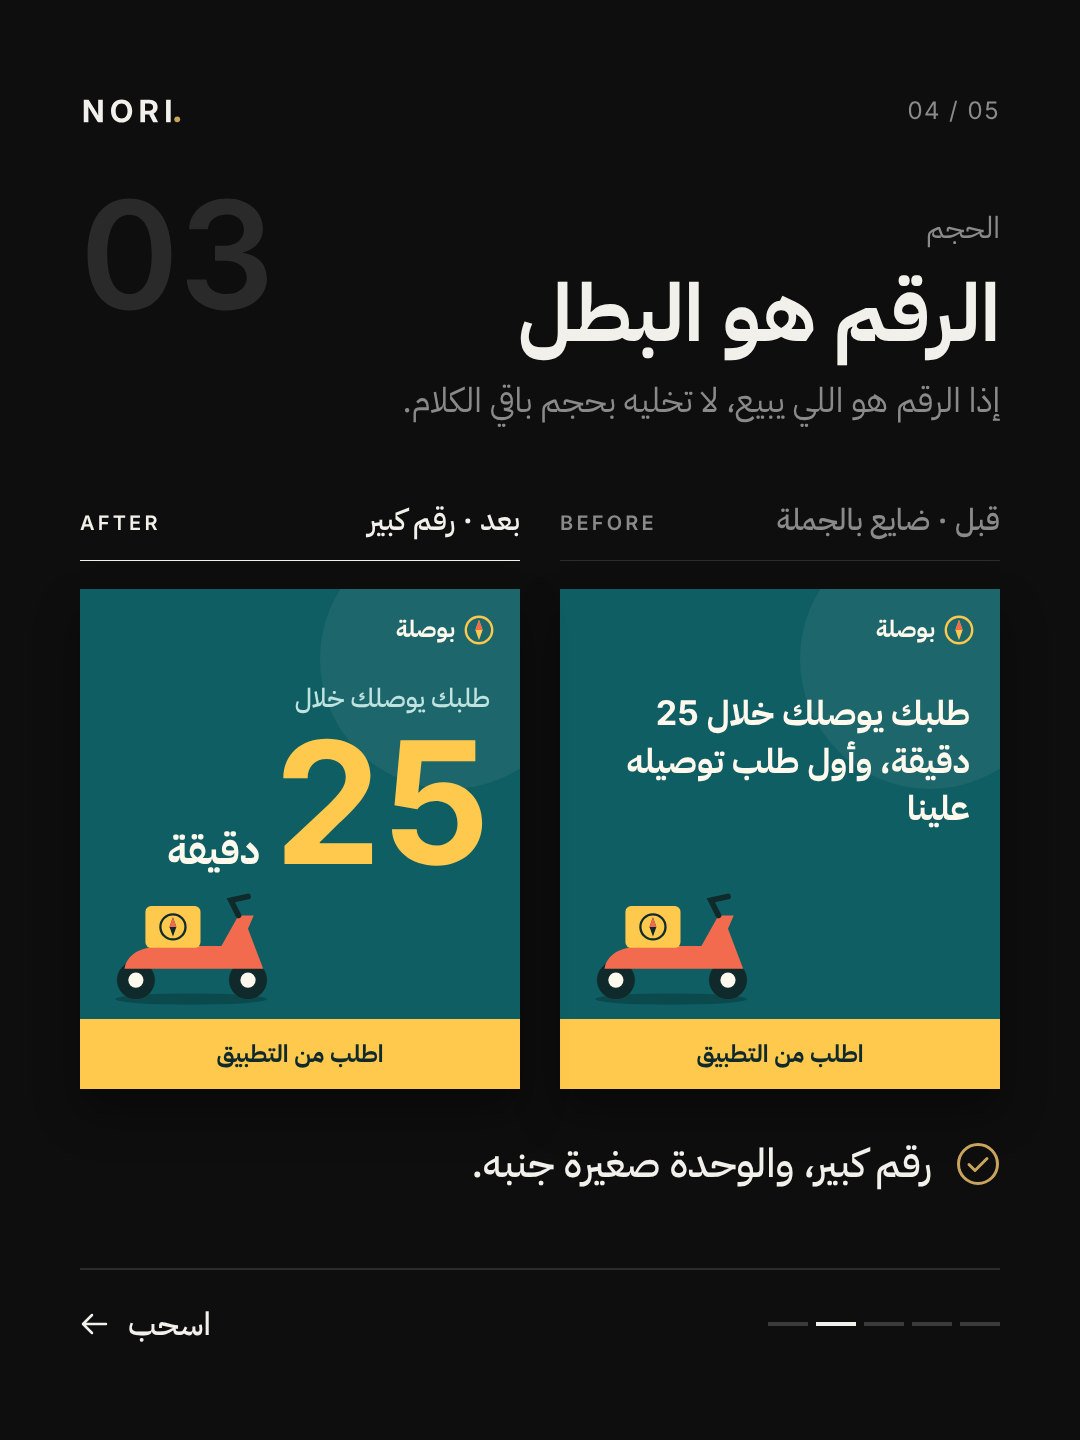 NORI.
04 / 05
03
الحجم
الرقم هو البطل
إذا الرقم هو اللي يبيع، لا تخليه بحجم باقي الكلام.
قبل · ضايع بالجملة
BEFORE
بوصلة
طلبك يوصلك خلال 25
دقيقة، وأول طلب توصيله
علينا
اطلب من التطبيق
بعد · رقم كبير
AFTER
بوصلة
طلبك يوصلك خلال
25 دقيقة
اطلب من التطبيق
رقم كبير، والوحدة صغيرة جنبه.
اسحب ←